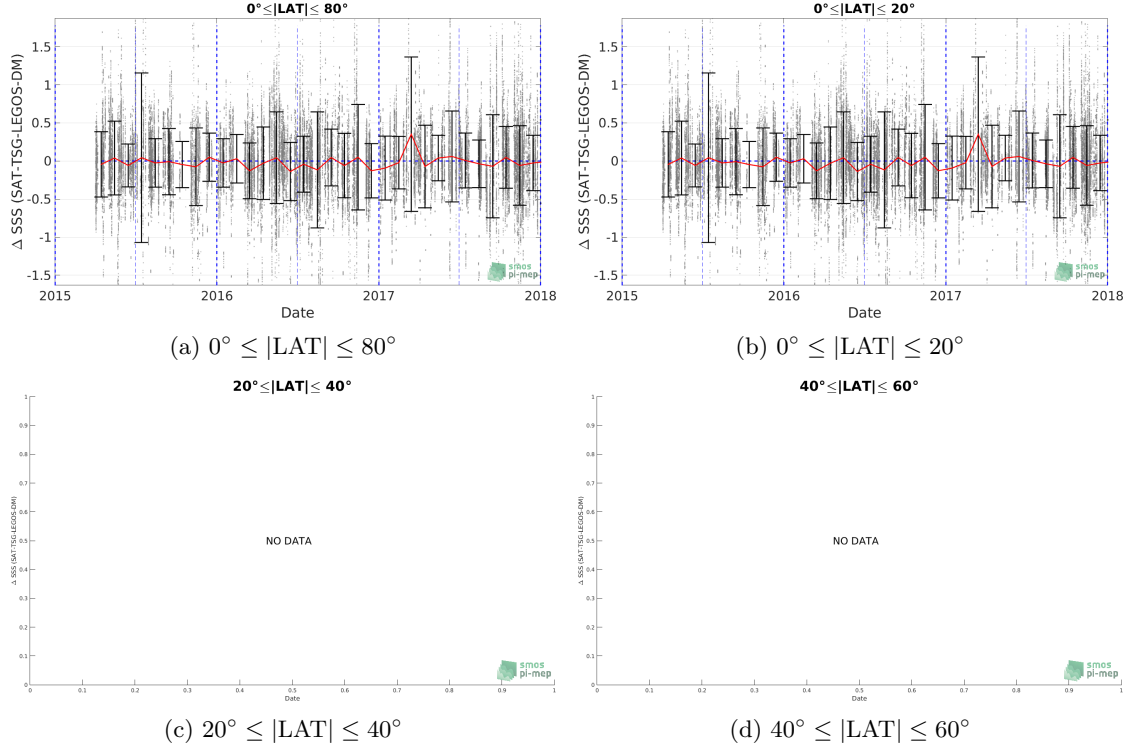 0°≤|LAT|≤ 80°
Δ SSS (SAT-TSG-LEGOS-DM)
1.5
1
0.5
0
-0.5
-1
-1.5
smos
pi-mep
2015
2016
2017
2018
Date
(a) 0° ≤ |LAT| ≤ 80°
0°≤|LAT|≤ 20°
Δ SSS (SAT-TSG-LEGOS-DM)
1.5
1
0.5
0
-0.5
-1
-1.5
smos
pi-mep
2015
2016
2017
2018
Date
(b) 0° ≤ |LAT| ≤ 20°
20°≤|LAT|≤ 40°
Δ SSS (SAT-TSG-LEGOS-DM)
1
0.9
0.8
0.7
0.6
0.5
0.4
0.3
0.2
0.1
0
NO DATA
smos
pi-mep
0
0.1
0.2
0.3
0.4
0.5
0.6
0.7
0.8
0.9
1
Date
(c) 20° ≤ |LAT| ≤ 40°
40°≤|LAT|≤ 60°
Δ SSS (SAT-TSG-LEGOS-DM)
1
0.9
0.8
0.7
0.6
0.5
0.4
0.3
0.2
0.1
0
NO DATA
smos
pi-mep
0
0.1
0.2
0.3
0.4
0.5
0.6
0.7
0.8
0.9
1
Date
(d) 40° ≤ |LAT| ≤ 60°